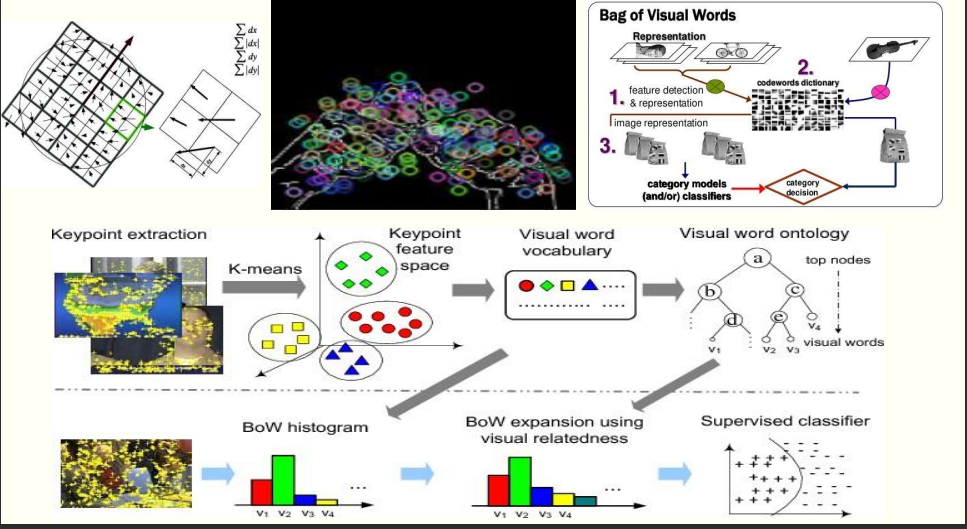 ∑dx
∑|dx|
∑dy
∑|dy|
Bag of Visual Words
Representation
2.
codewords dictionary
1.
feature detection
& representation
image representation
3.
category models
(and/or) classifiers
category
decision
Keypoint extraction
K-means
Keypoint
feature
space
Visual word
vocabulary
....
......
Visual word ontology
a
top nodes
b
c
d
e
v4
visual words
v1
v2
v3
BoW histogram
...
v1 v2 v3 v4
BoW expansion using
visual relatedness
...
v1 v2 v3 v4
Supervised classifier